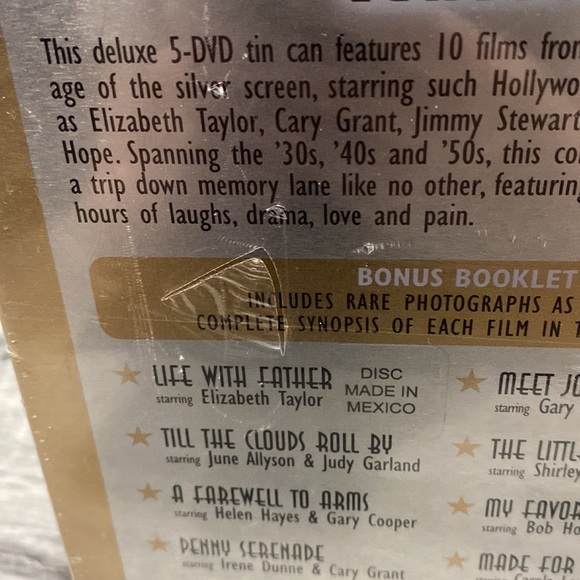 This deluxe 5-DVD tin can features 10 films from
age of the silver screen, starring such Hollywo
as Elizabeth Taylor, Cary Grant, Jimmy Stewart
Hope. Spanning the '30s, '40s and '50s, this co
a trip down memory lane like no other, featuring
hours of laughs, drama, love and pain.
BONUS BOOKLET
INCLUDES RARE PHOTOGRAPHS AS
COMPLETE SYNOPSIS OF EACH FILM IN T
LIFE WITH FATHER
starring Elizabeth Taylor
DISC
MADE IN
MEXICO
TILL THE CLOUDS ROLL BY
starring June Allyson & Judy Garland
A FAREWELL TO ARMS
starring Helen Hayes & Gary Cooper
PENNY SERENADE
starring Irene Dunne & Cary Grant
MEET JO
starring Gary
THE LITTL
starring Shirley
MY FAVOR
starring Bob Ho
MADE FOR